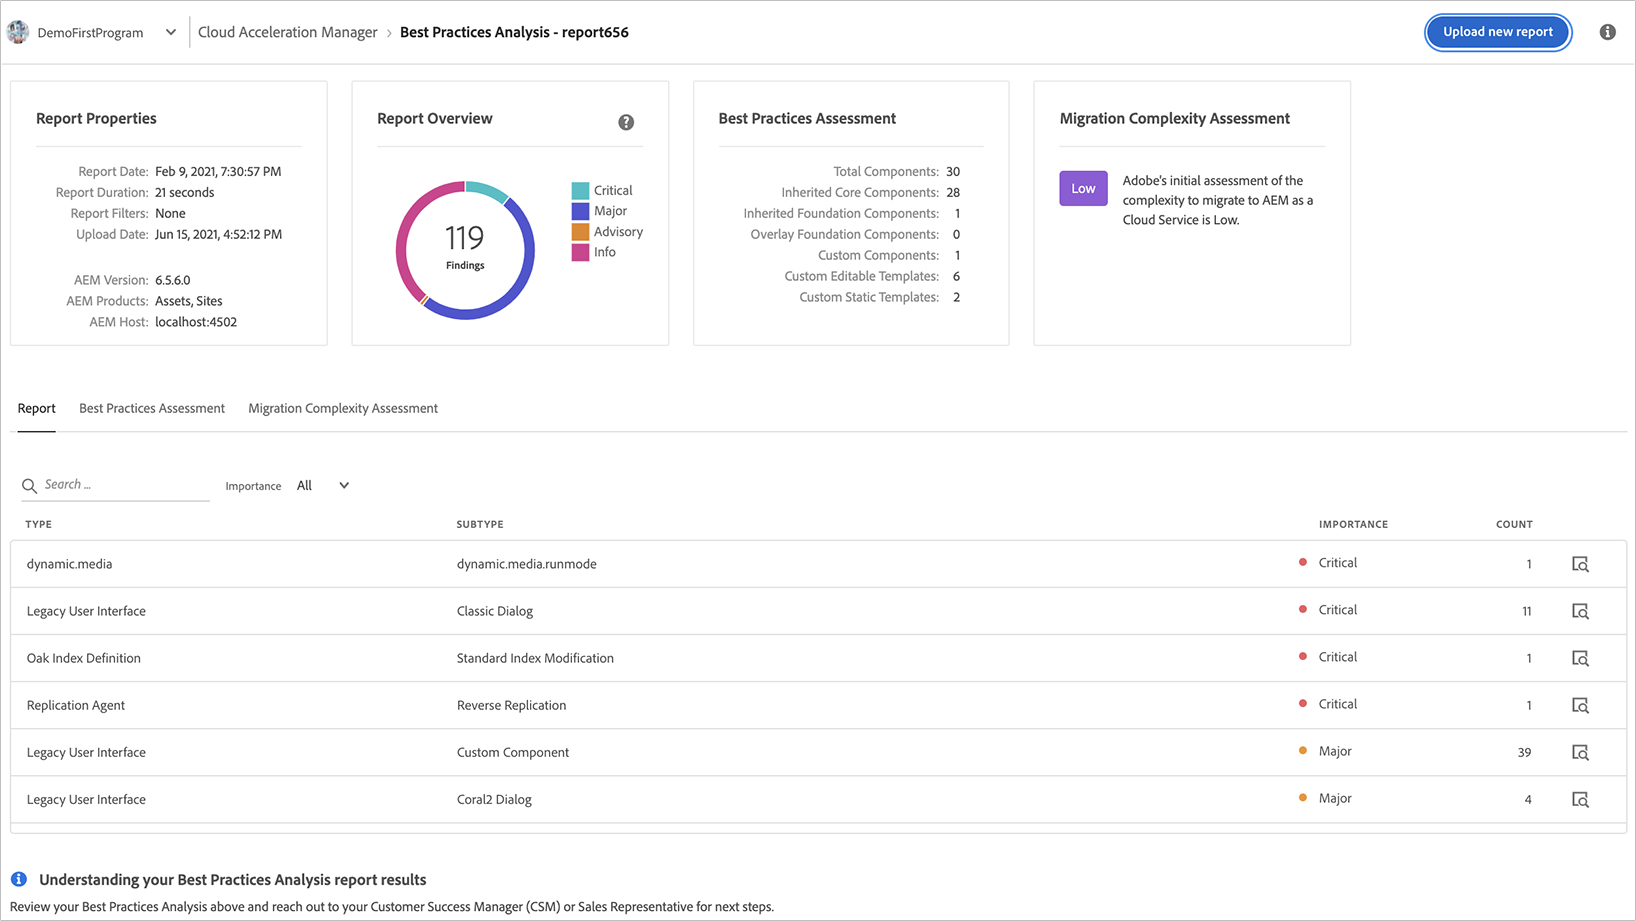 DemoFirstProgram
Cloud Acceleration Manager › Best Practices Analysis - report656
Upload new report
Report Properties
Report Date: Feb 9, 2021, 7:30:57 PM
Report Duration: 21 seconds
Report Filters: None
Upload Date: Jun 15, 2021, 4:52:12 PM
AEM Version: 6.5.6.0
AEM Products: Assets, Sites
AEM Host: localhost:4502
Report Overview
119
Findings
Critical
Major
Advisory
Info
Best Practices Assessment
Total Components: 30
Inherited Core Components: 28
Inherited Foundation Components: 1
Overlay Foundation Components: 0
Custom Components: 1
Custom Editable Templates: 6
Custom Static Templates: 2
Migration Complexity Assessment
Low
Adobe's initial assessment of the
complexity to migrate to AEM as a
Cloud Service is Low.
Report Best Practices Assessment Migration Complexity Assessment
Search ... Importance All
TYPE SUBTYPE IMPORTANCE COUNT
dynamic.media dynamic.media.runmode Critical 1
Legacy User Interface Classic Dialog Critical 11
Oak Index Definition Standard Index Modification Critical 1
Replication Agent Reverse Replication Critical 1
Legacy User Interface Custom Component Major 39
Legacy User Interface Coral2 Dialog Major 4
Understanding your Best Practices Analysis report results
Review your Best Practices Analysis above and reach out to your Customer Success Manager (CSM) or Sales Representative for next steps.